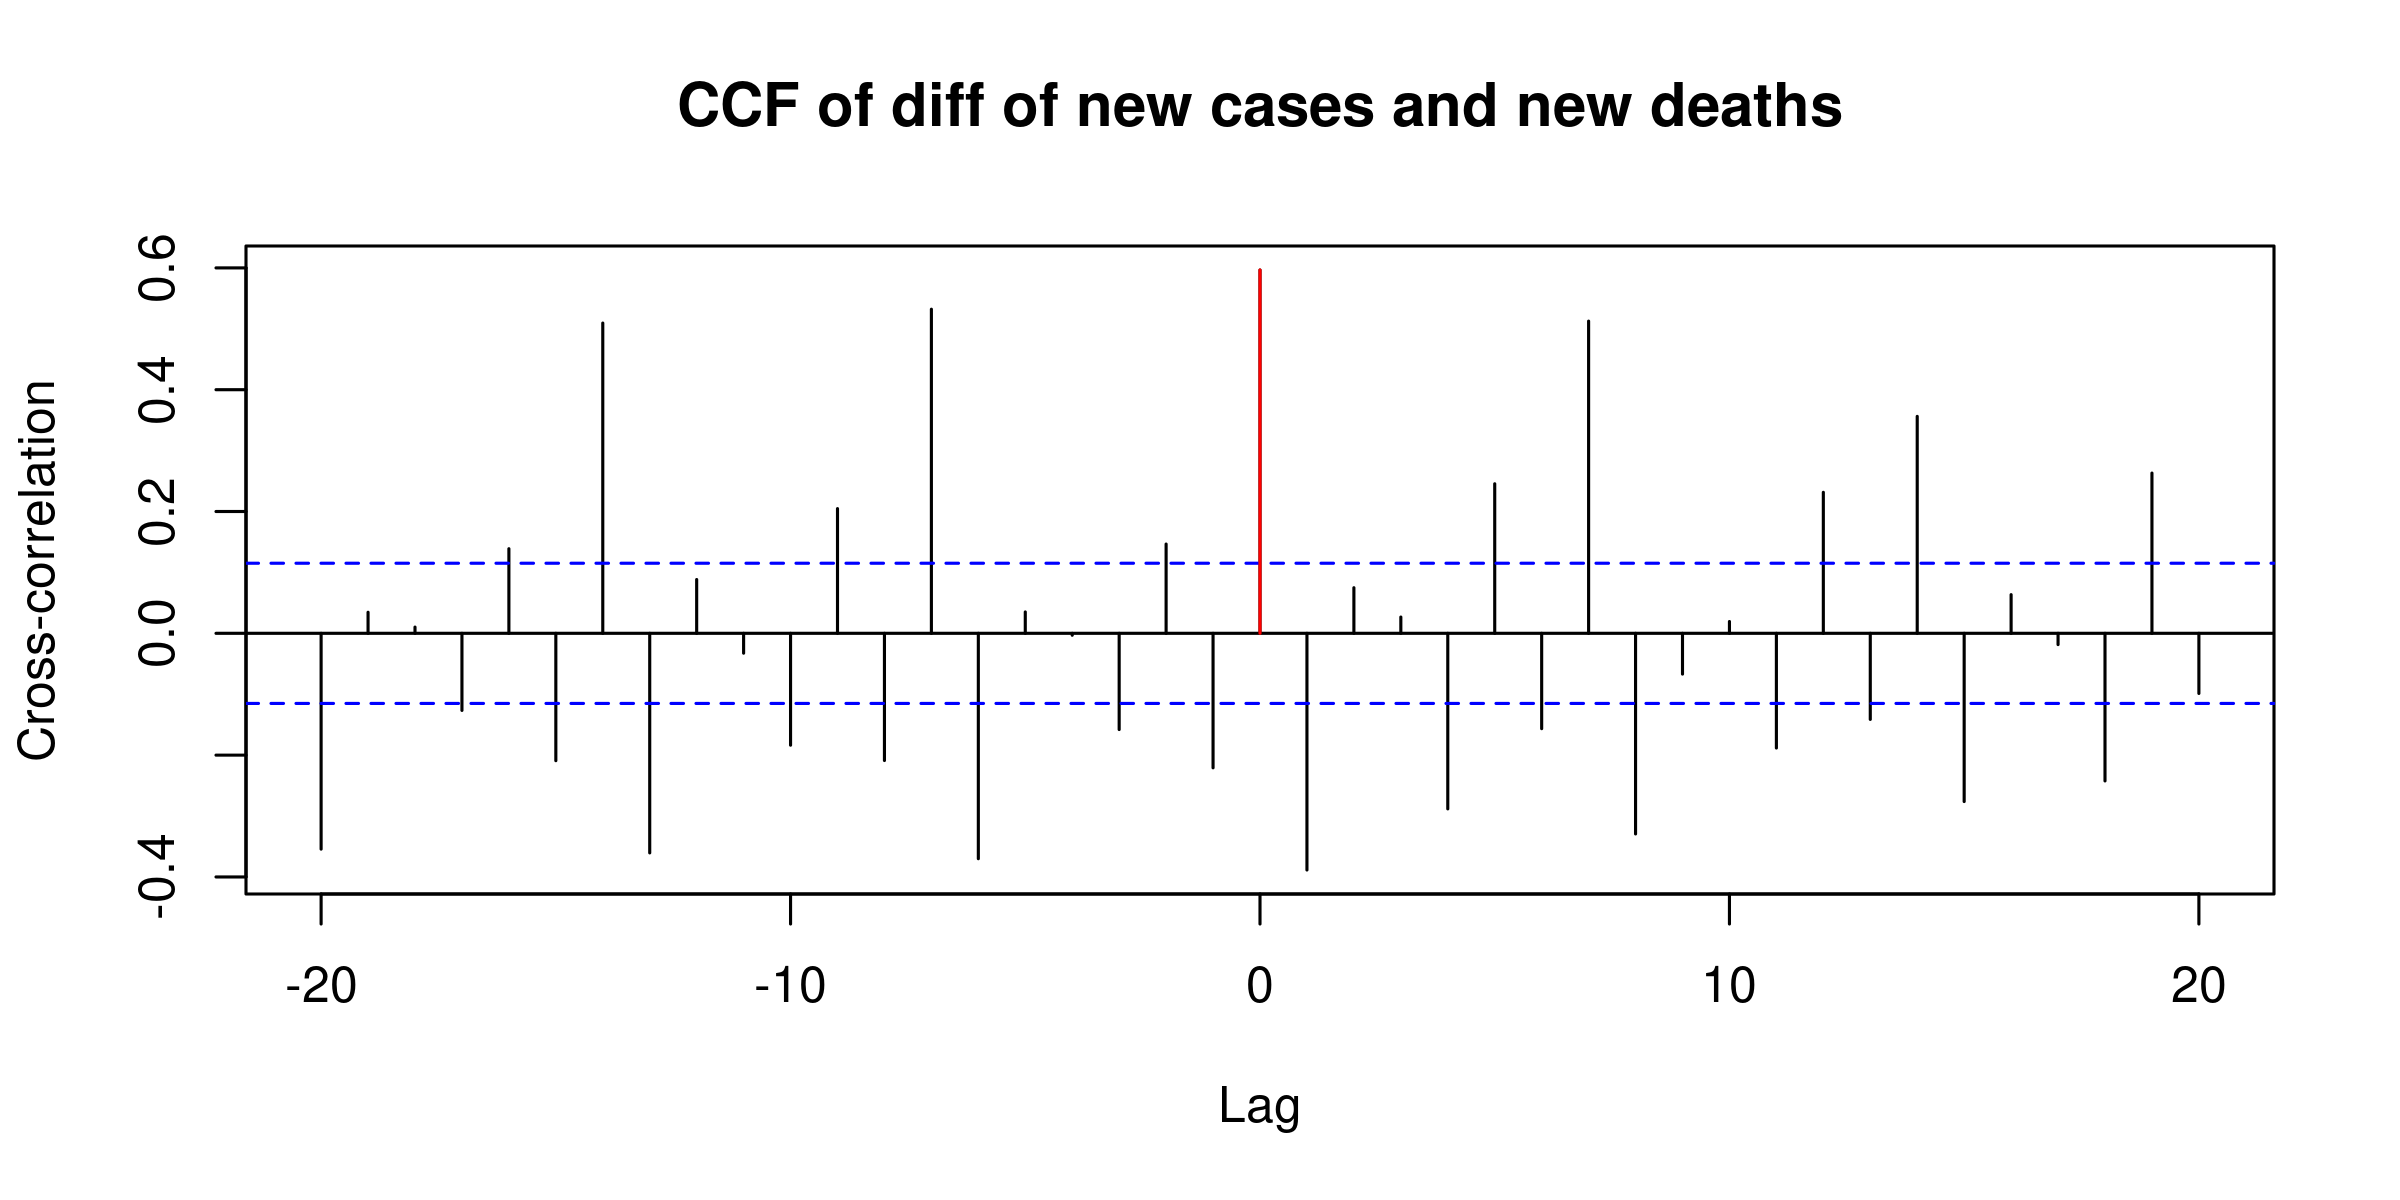 CCF of diff of new cases and new deaths
Cross-correlation
0.6
0.4
0.2
0.0
-0.4
-20 -10 0 10 20
Lag